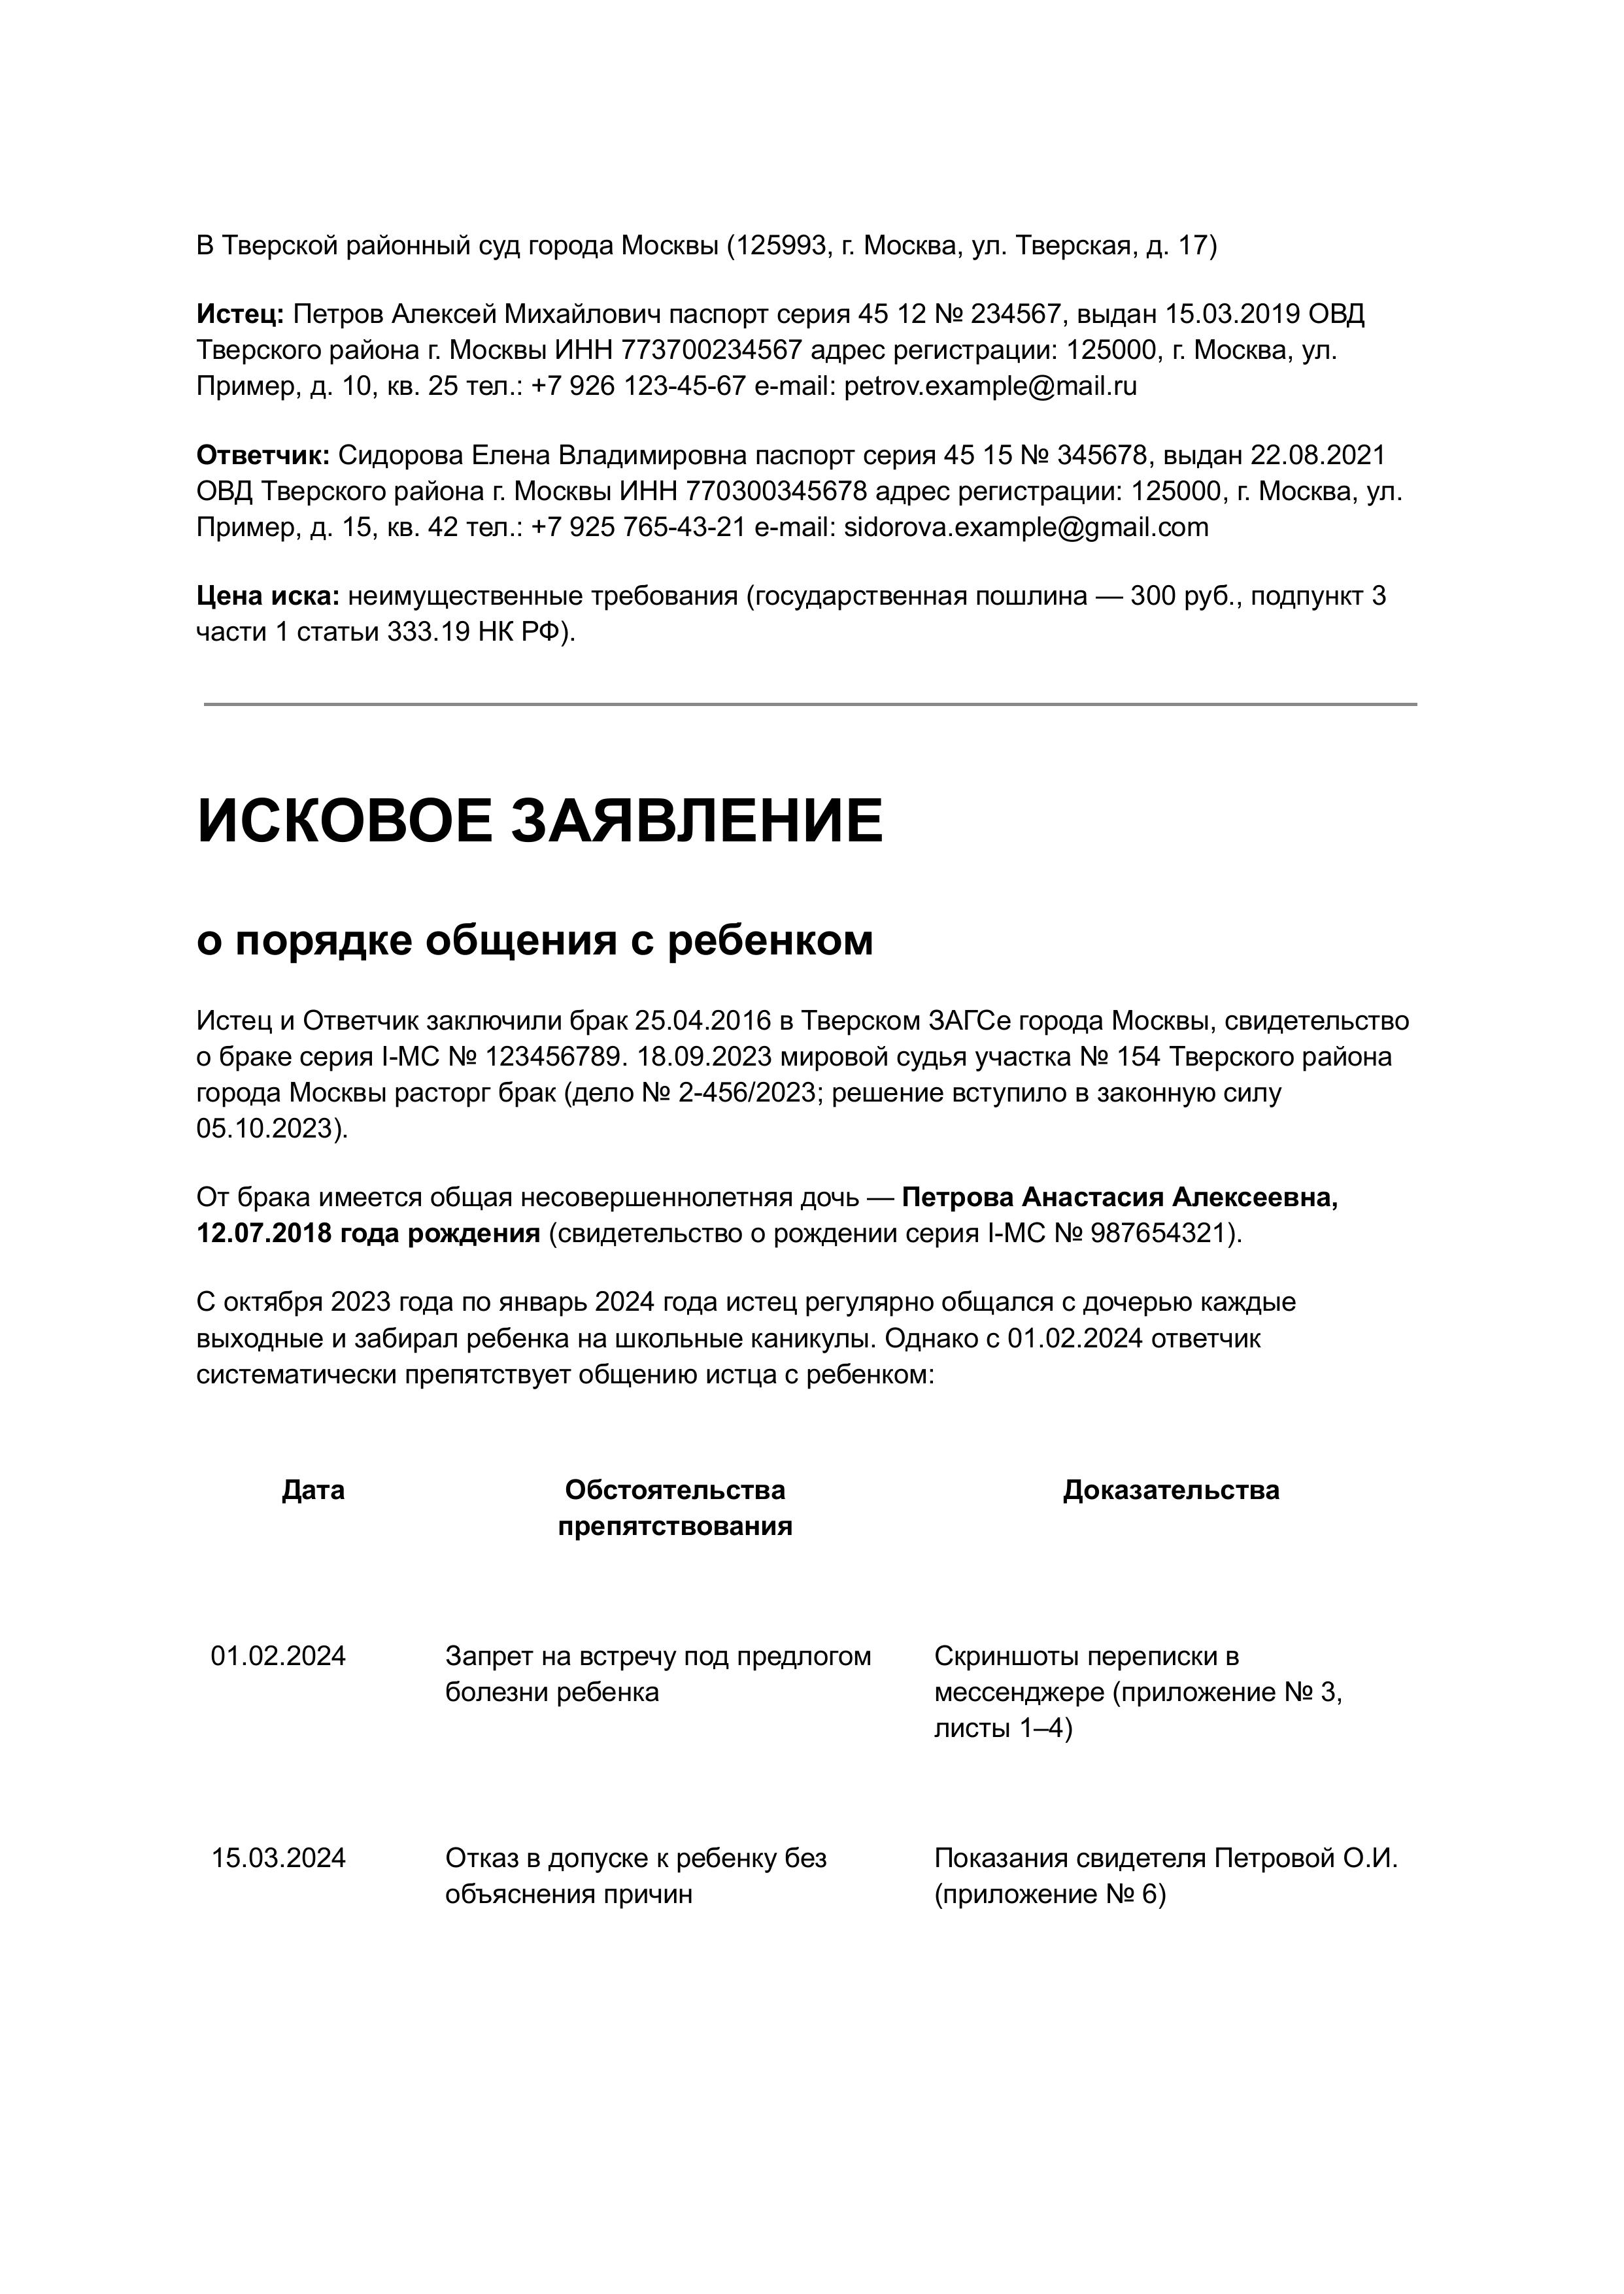 В Тверской районный суд города Москвы (125993, г. Москва, ул. Тверская, д. 17)
Истец: Петров Алексей Михайлович паспорт серия 45 12 № 234567, выдан 15.03.2019 ОВД
Тверского района г. Москвы ИНН 773700234567 адрес регистрации: 125000, г. Москва, ул.
Пример, д. 10, кв. 25 тел.: +7 926 123-45-67 e-mail: petrov.example@mail.ru
Ответчик: Сидорова Елена Владимировна паспорт серия 45 15 № 345678, выдан 22.08.2021
ОВД Тверского района г. Москвы ИНН 770300345678 адрес регистрации: 125000, г. Москва, ул.
Пример, д. 15, кв. 42 тел.: +7 925 765-43-21 e-mail: sidorova.example@gmail.com
Цена иска: неимущественные требования (государственная пошлина — 300 руб., подпункт 3
части 1 статьи 333.19 НК РФ).
ИСКОВОЕ ЗАЯВЛЕНИЕ
о порядке общения с ребенком
Истец и Ответчик заключили брак 25.04.2016 в Тверском ЗАГСе города Москвы, свидетельство
о браке серия I-МС № 123456789. 18.09.2023 мировой судья участка № 154 Тверского района
города Москвы расторг брак (дело № 2-456/2023; решение вступило в законную силу
05.10.2023).
От брака имеется общая несовершеннолетняя дочь — Петрова Анастасия Алексеевна,
12.07.2018 года рождения (свидетельство о рождении серия I-МС № 987654321).
С октября 2023 года по январь 2024 года истец регулярно общался с дочерью каждые
выходные и забирал ребенка на школьные каникулы. Однако с 01.02.2024 ответчик
систематически препятствует общению истца с ребенком:
Дата
Обстоятельства
препятствования
Доказательства
01.02.2024
Запрет на встречу под предлогом
болезни ребенка
Скриншоты переписки в
мессенджере (приложение № 3,
листы 1–4)
15.03.2024
Отказ в допуске к ребенку без
объяснения причин
Показания свидетеля Петровой О.И.
(приложение № 6)